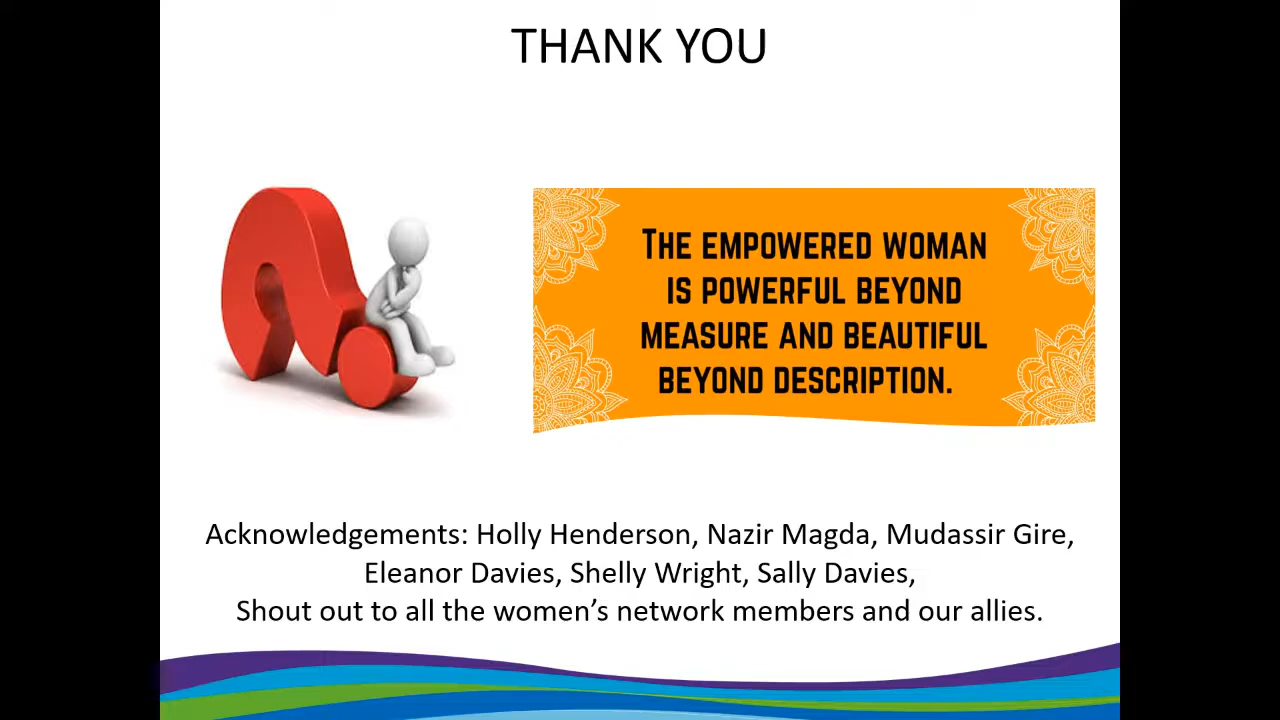 THANK YOU
THE EMPOWERED WOMAN
IS POWERFUL BEYOND
MEASURE AND BEAUTIFUL
BEYOND DESCRIPTION.
Acknowledgements: Holly Henderson, Nazir Magda, Mudassir Gire,
Eleanor Davies, Shelly Wright, Sally Davies,
Shout out to all the women’s network members and our allies.